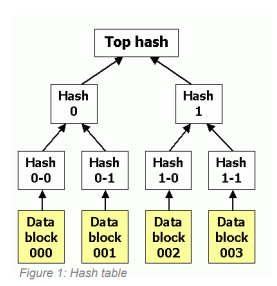 Top hash
Hash
0
Hash
1
Hash
0-0
Hash
0-1
Hash
1-0
Hash
1-1
Data
block
000
Data
block
001
Data
block
002
Data
block
003
Figure 1: Hash table